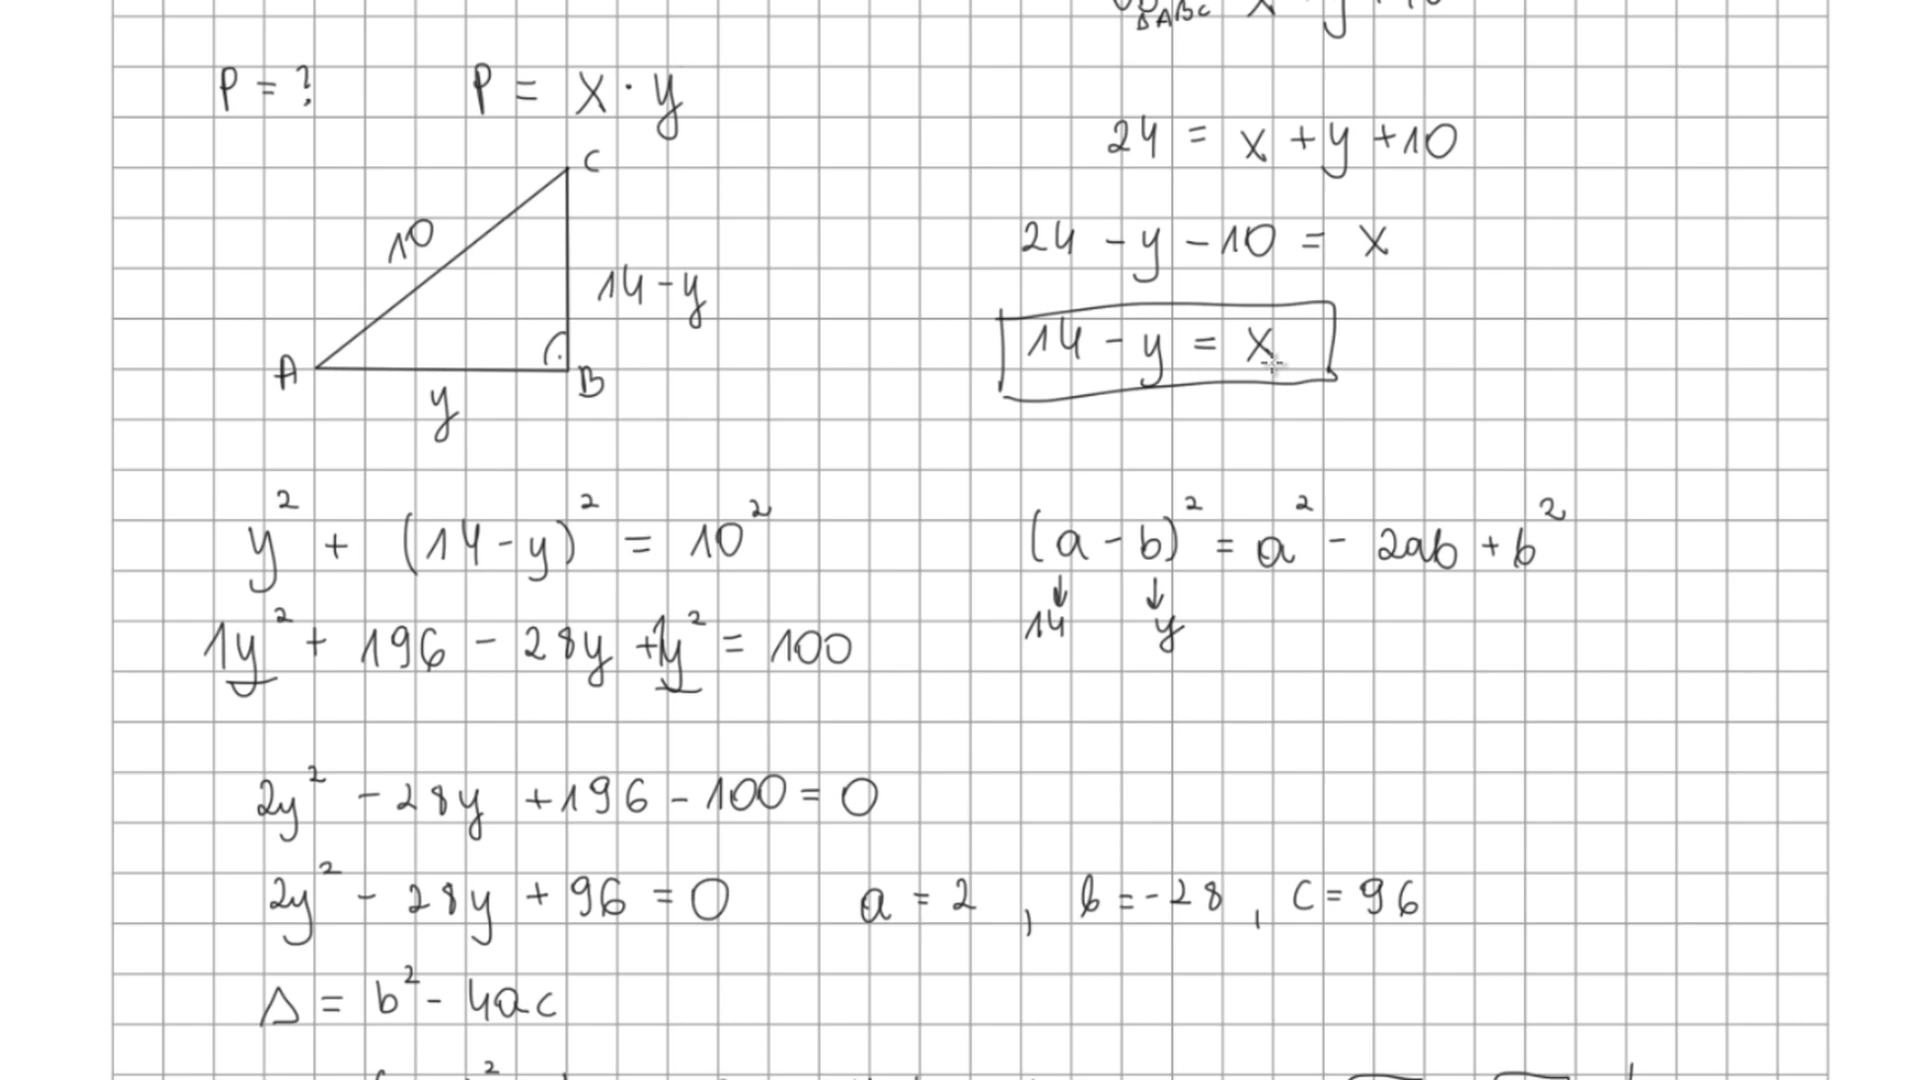 P = ? P = x · y
24 = x + y + 10
C
10
24 - y - 10 = x
14 - y
14 - y = x
A B
y
y² + (14 - y)² = 10² (a - b)² = a² - 2ab + b²
↓ ↓
14 y
1y² + 196 - 28y + 1y² = 100
2y² - 28y + 196 - 100 = 0
2y² - 28y + 96 = 0 a = 2 , b = -28 , c = 96
Δ = b² - 4ac